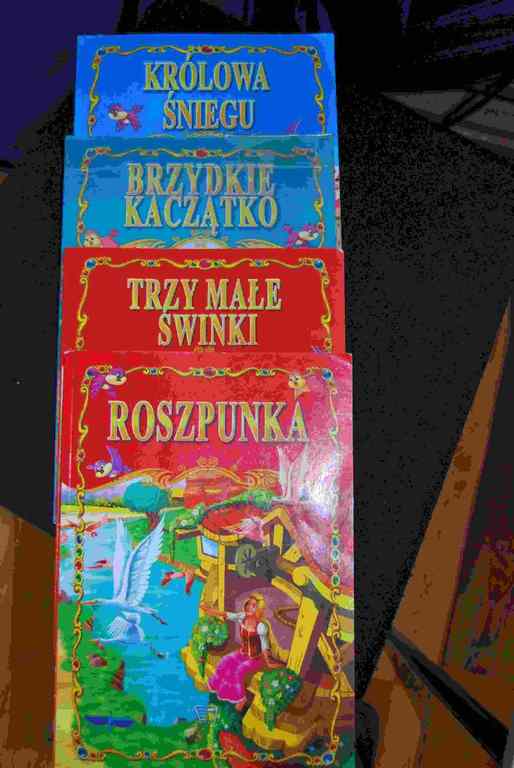 KRÓLOWA
ŚNIEGU
BRZYDKIE
KACZĄTKO
TRZY MAŁE
ŚWINKI
ROSZPUNKA